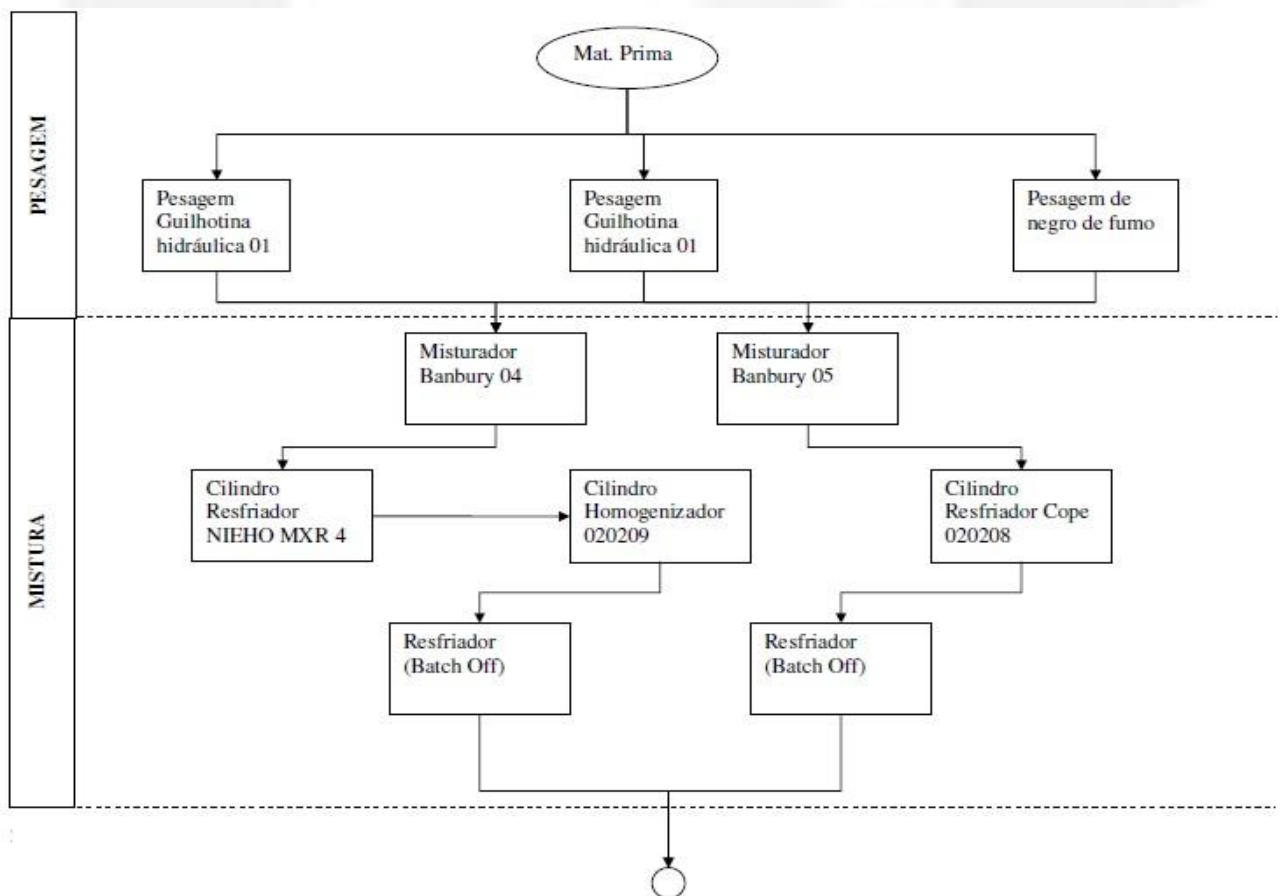 PESAGEM
Mat. Prima
Pesagem
Guilhotina
hidráulica 01
Pesagem
Guilhotina
hidráulica 01
Pesagem de
negro de fumo
MISTURA
Misturador
Banbury 04
Misturador
Banbury 05
Cilindro
Resfriador
NIEHO MXR 4
Cilindro
Homogenizador
020209
Cilindro
Resfriador Cope
020208
Resfriador
(Batch Off)
Resfriador
(Batch Off)